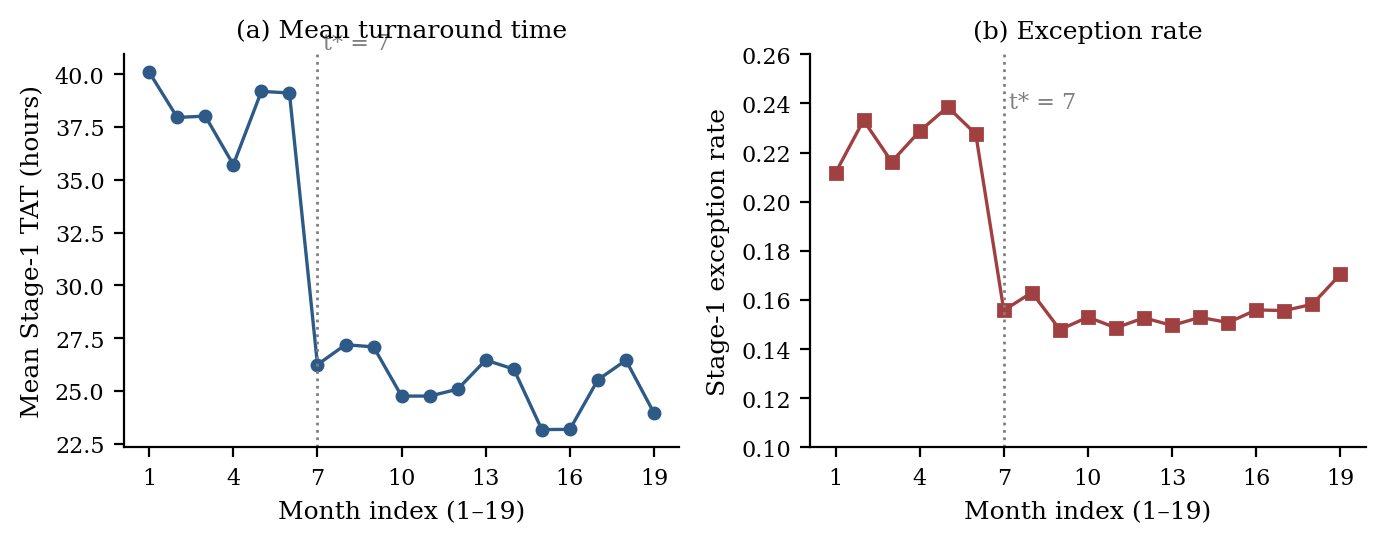 (a) Mean turnaround time
t* = 7
40.0
37.5
35.0
32.5
30.0
27.5
25.0
22.5
Mean Stage-1 TAT (hours)
1 4 7 10 13 16 19
Month index (1–19)
(b) Exception rate
t* = 7
0.26
0.24
0.22
0.20
0.18
0.16
0.14
0.12
0.10
Stage-1 exception rate
1 4 7 10 13 16 19
Month index (1–19)